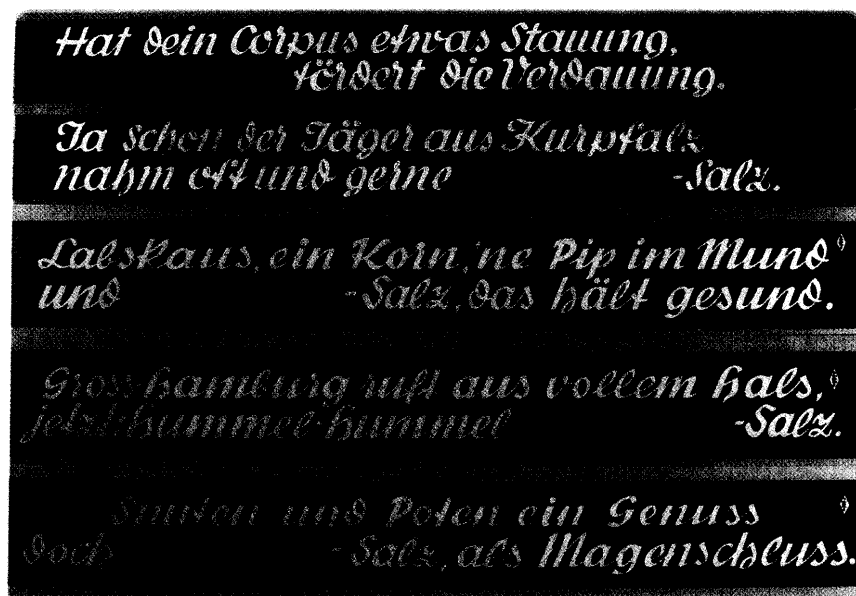 Hat dein Corpus etwas Stauung,
fördert die Verdauung.
Ja schon der Jäger aus Kurpfalz
nahm oft und gerne -Salz.
Labskaus, ein Korn, 'ne Pip im Mund
und -Salz, das hält gesund.
Gross-Hamburg ruft aus vollem Hals,
jetzt: hummel-hummel -Salz.
und Poten ein Genuss
doch -Salz, als Magenschluss.